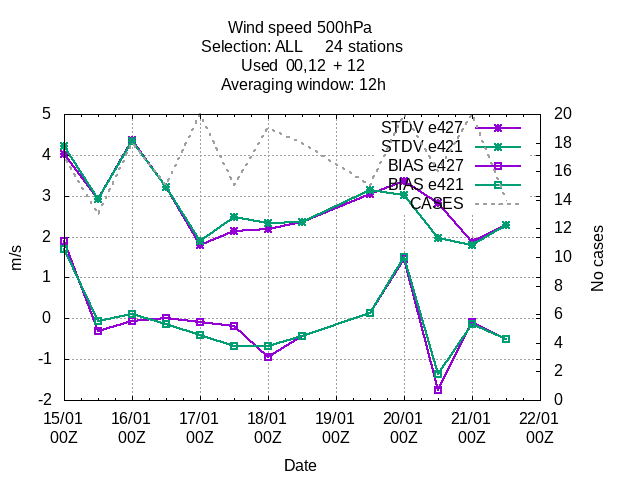 Wind speed 500hPa
Selection: ALL 24 stations
Used 00,12 + 12
Averaging window: 12h
STDV e427
STDV e421
BIAS e427
BIAS e421
CASES
5
4
3
2
1
0
-1
-2
20
18
16
14
12
10
8
6
4
2
0
m/s
No cases
15/01 16/01 17/01 18/01 19/01 20/01 21/01 22/01
00Z 00Z 00Z 00Z 00Z 00Z 00Z 00Z
Date